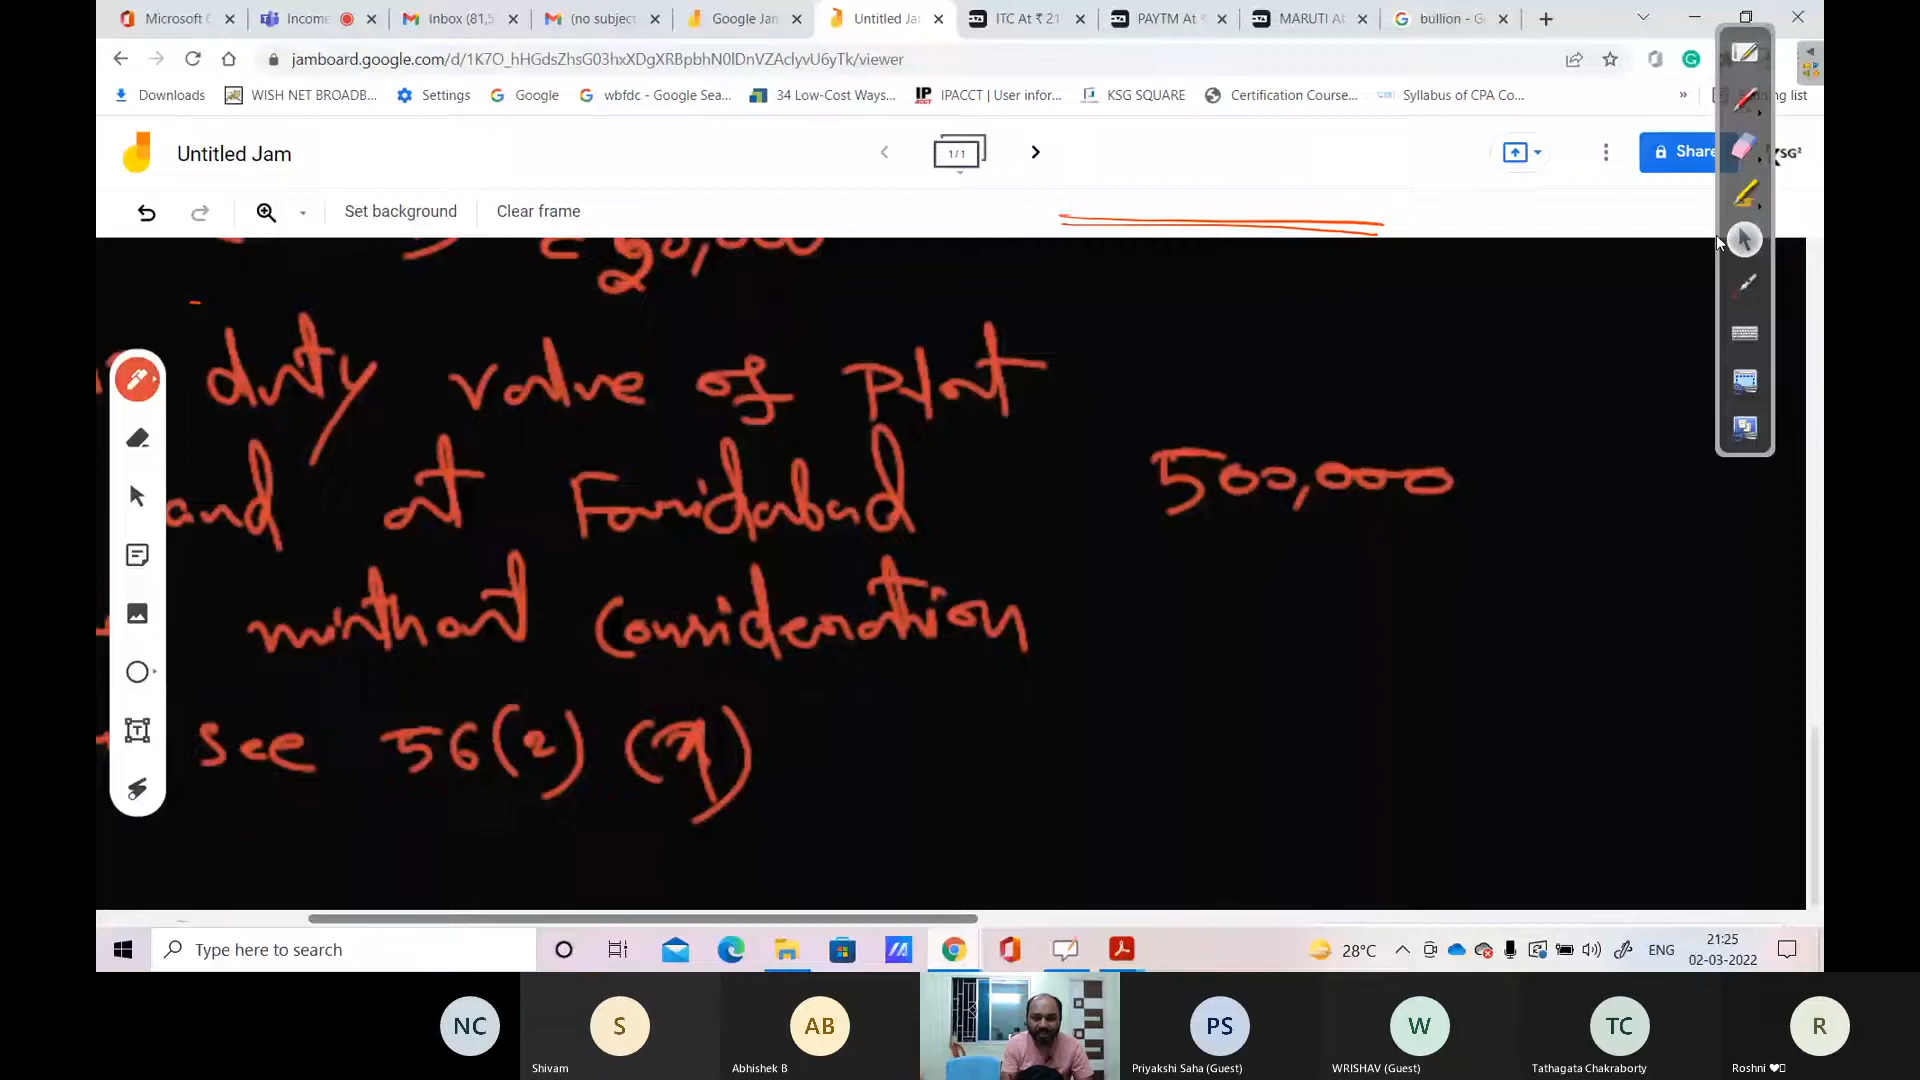 Microsoft O
Income
Inbox (81,5
(no subject
Google Jam
Untitled Ja
ITC At ₹ 21
PAYTM At ₹
MARUTI At
bullion - Go
jamboard.google.com/d/1K7O_hHGdsZhsG03hxXDgXRBpbhN0lDnVZAclyvU6yTk/viewer
Downloads
WISH NET BROADB...
Settings
Google
wbfdc - Google Sea...
34 Low-Cost Ways...
IPACCT | User infor...
KSG SQUARE
Certification Course...
Syllabus of CPA Co...
»
ing list
Untitled Jam
1/1
Share
SG²
Set background
Clear frame
duty value of Plot
and at Faridabad
500,000
without consideration
see 56(2) (x)
Type here to search
28°C
ENG
21:25
02-03-2022
NC
S
AB
PS
W
TC
R
Shivam
Abhishek B
Priyakshi Saha (Guest)
WRISHAV (Guest)
Tathagata Chakraborty
Roshni ❤